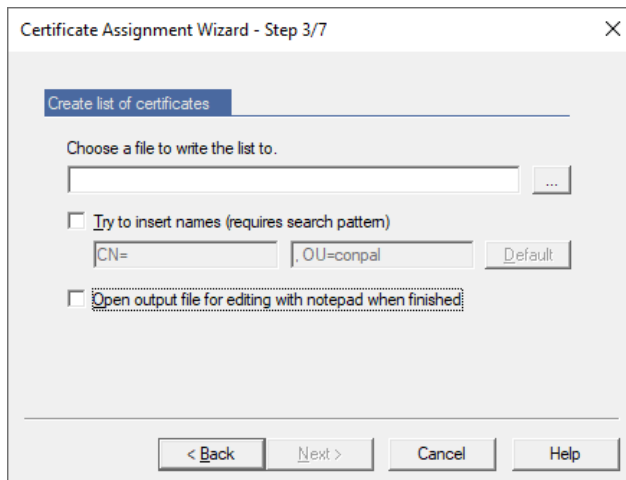 Certificate Assignment Wizard - Step 3/7
Create list of certificates
Choose a file to write the list to.
...
Try to insert names (requires search pattern)
CN= , OU=conpal Default
Open output file for editing with notepad when finished
< Back Next > Cancel Help